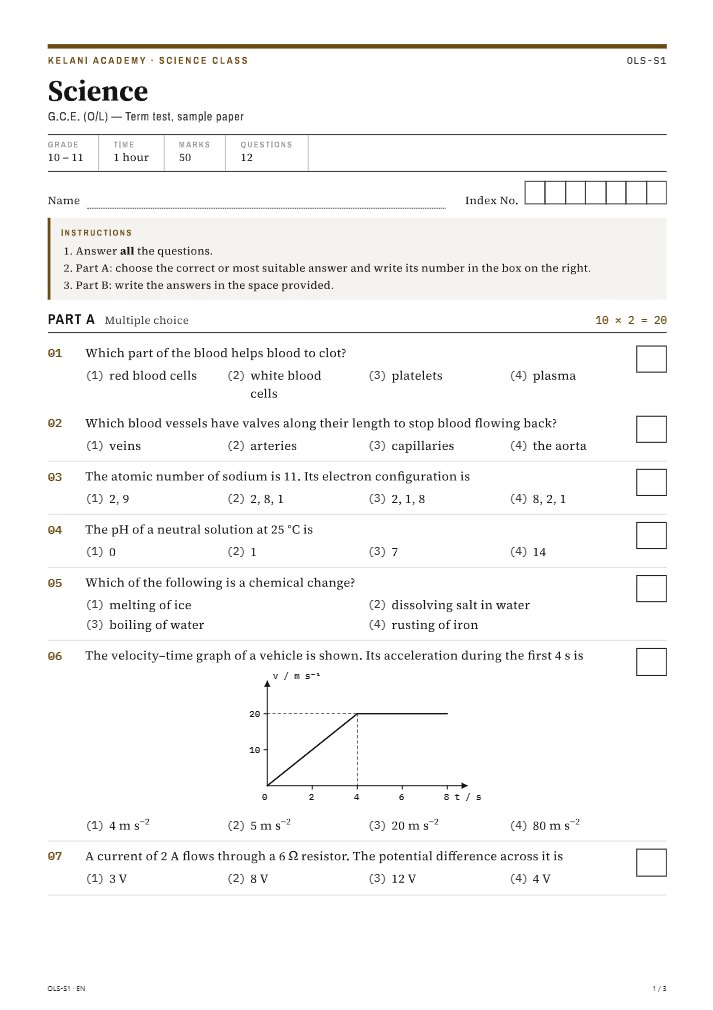 KELANI ACADEMY · SCIENCE CLASS OLS-S1
Science
G.C.E. (O/L) — Term test, sample paper
GRADE TIME MARKS QUESTIONS
10 – 11 1 hour 50 12
Name Index No.
INSTRUCTIONS
1. Answer all the questions.
2. Part A: choose the correct or most suitable answer and write its number in the box on the right.
3. Part B: write the answers in the space provided.
PART A Multiple choice 10 × 2 = 20
01 Which part of the blood helps blood to clot?
(1) red blood cells (2) white blood cells (3) platelets (4) plasma
02 Which blood vessels have valves along their length to stop blood flowing back?
(1) veins (2) arteries (3) capillaries (4) the aorta
03 The atomic number of sodium is 11. Its electron configuration is
(1) 2, 9 (2) 2, 8, 1 (3) 2, 1, 8 (4) 8, 2, 1
04 The pH of a neutral solution at 25 °C is
(1) 0 (2) 1 (3) 7 (4) 14
05 Which of the following is a chemical change?
(1) melting of ice (2) dissolving salt in water
(3) boiling of water (4) rusting of iron
06 The velocity–time graph of a vehicle is shown. Its acceleration during the first 4 s is
v / m s⁻¹
20
10
0 2 4 6 8 t / s
(1) 4 m s⁻² (2) 5 m s⁻² (3) 20 m s⁻² (4) 80 m s⁻²
07 A current of 2 A flows through a 6 Ω resistor. The potential difference across it is
(1) 3 V (2) 8 V (3) 12 V (4) 4 V
OLS-S1 · EN 1 / 3